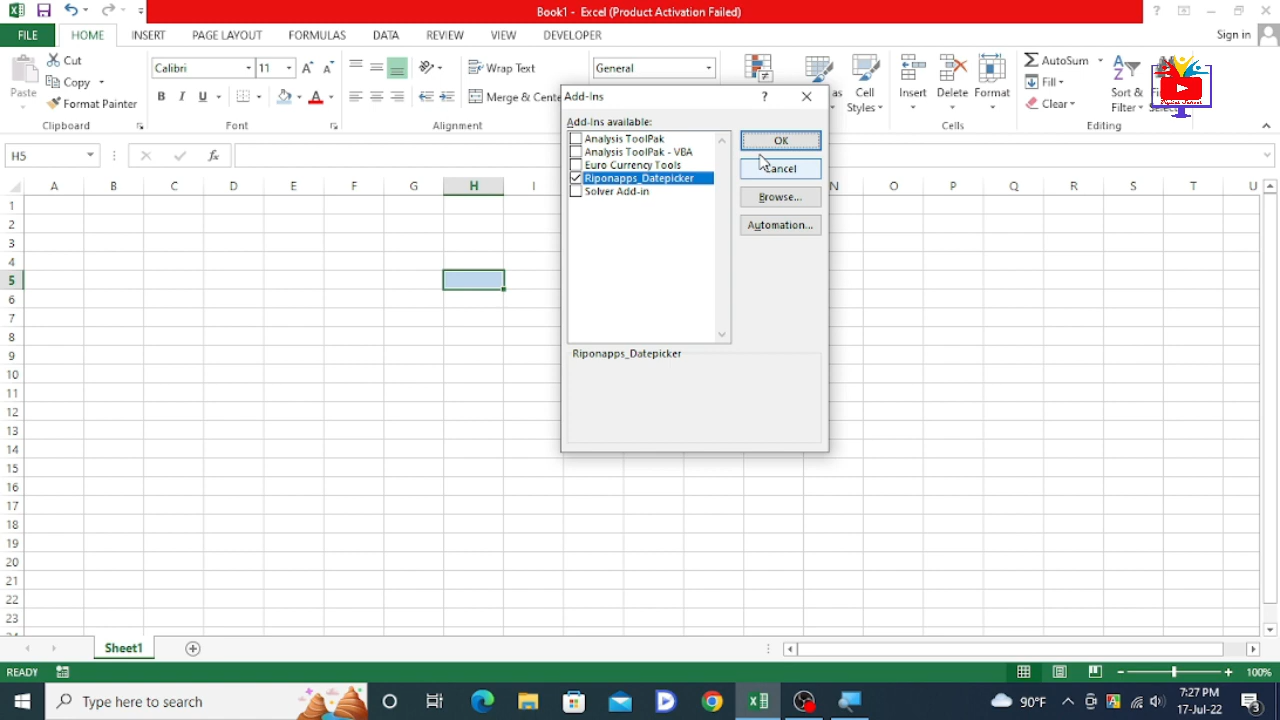 Book1 - Excel (Product Activation Failed)
FILE HOME INSERT PAGE LAYOUT FORMULAS DATA REVIEW VIEW DEVELOPER Sign in
Paste
Cut
Copy
Format Painter
Clipboard
Calibri 11
B I U
Font
Wrap Text
Merge & Cente
Alignment
General
as
Cell
Styles
Insert
Delete
Format
Cells
AutoSum
Fill
Clear
Sort &
Filter
Editing
H5
fx
A B C D E F G H I N O P Q R S T U
1
2
3
4
5
6
7
8
9
10
11
12
13
14
15
16
17
18
19
20
21
22
23
Add-Ins ?
Add-Ins available:
Analysis ToolPak
Analysis ToolPak - VBA
Euro Currency Tools
Riponapps_Datepicker
Solver Add-in
OK
Cancel
Browse...
Automation...
Riponapps_Datepicker
Sheet1
READY 100%
Type here to search
90°F
7:27 PM
17-Jul-22
3